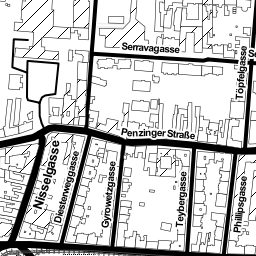 Serravagasse
S
Töpfelgasse
Penzinger Straße
Nisselgasse
Diesterweggasse
Gyrowetzgasse
Teybergasse
Philipsgasse